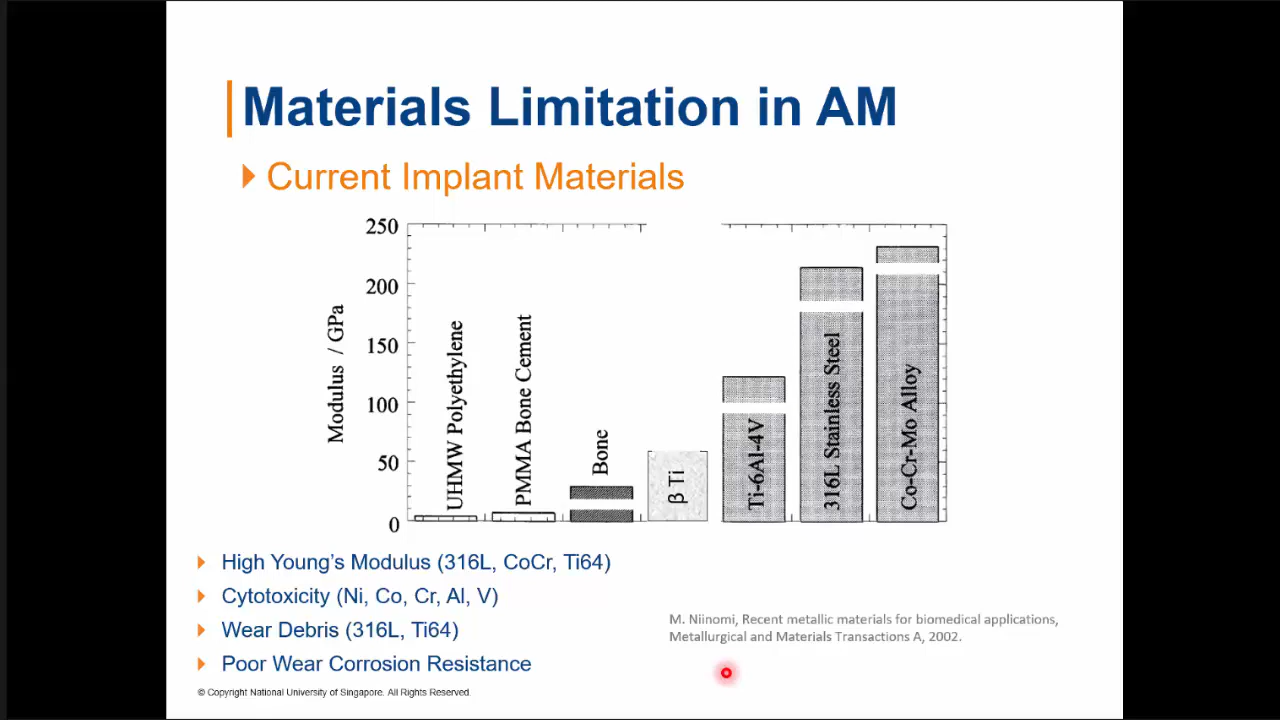 Materials Limitation in AM
Current Implant Materials
250
200
150
100
50
0
Modulus / GPa
UHMW Polyethylene
PMMA Bone Cement
Bone
β Ti
Ti-6Al-4V
316L Stainless Steel
Co-Cr-Mo Alloy
High Young's Modulus (316L, CoCr, Ti64)
Cytotoxicity (Ni, Co, Cr, Al, V)
Wear Debris (316L, Ti64)
Poor Wear Corrosion Resistance
M. Niinomi, Recent metallic materials for biomedical applications,
Metallurgical and Materials Transactions A, 2002.
© Copyright National University of Singapore. All Rights Reserved.